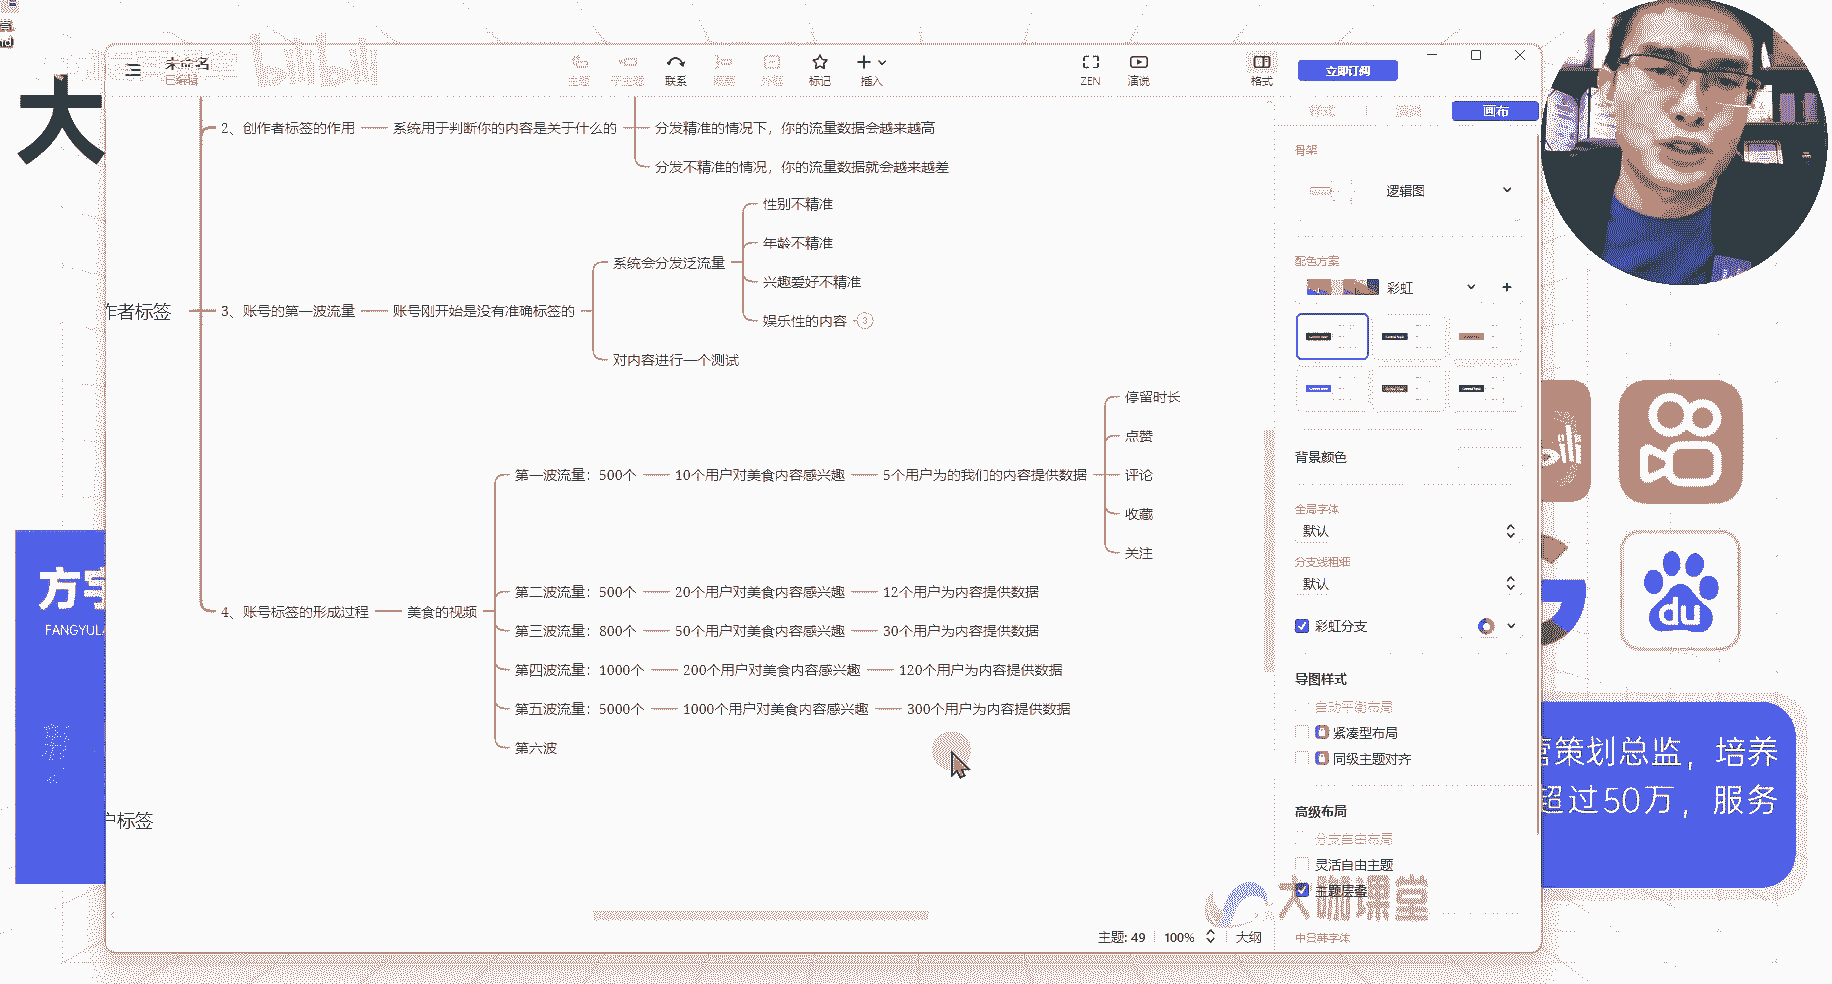 大
未命名
已编辑
bilibili
主题
子主题
联系
概要
外框
标记
插入
ZEN
演说
格式
立即订阅
样式
演说
画布
2、创作者标签的作用
系统用于判断你的内容是关于什么的
分发精准的情况下，你的流量数据会越来越高
分发不精准的情况，你的流量数据就会越来越差
作者标签
3、账号的第一波流量
账号刚开始是没有准确标签的
系统会分发泛流量
性别不精准
年龄不精准
兴趣爱好不精准
娱乐性的内容
3
对内容进行一个测试
4、账号标签的形成过程
美食的视频
第一波流量：500个
10个用户对美食内容感兴趣
5个用户为的我们的内容提供数据
停留时长
点赞
评论
收藏
关注
第二波流量：500个
20个用户对美食内容感兴趣
12个用户为内容提供数据
第三波流量：800个
50个用户对美食内容感兴趣
30个用户为内容提供数据
第四波流量：1000个
200个用户对美食内容感兴趣
120个用户为内容提供数据
第五波流量：5000个
1000个用户对美食内容感兴趣
300个用户为内容提供数据
第六波
户标签
骨架
逻辑图
配色方案
彩虹
背景颜色
全局字体
默认
分支线粗细
默认
彩虹分支
导图样式
自动平衡布局
紧凑型布局
同级主题对齐
高级布局
分支自由布局
灵活自由主题
主题层叠
中日韩字体
主题: 49
100%
大纲
大咖课堂
方宇
FANGYULA
du
营策划总监，培养
超过50万，服务